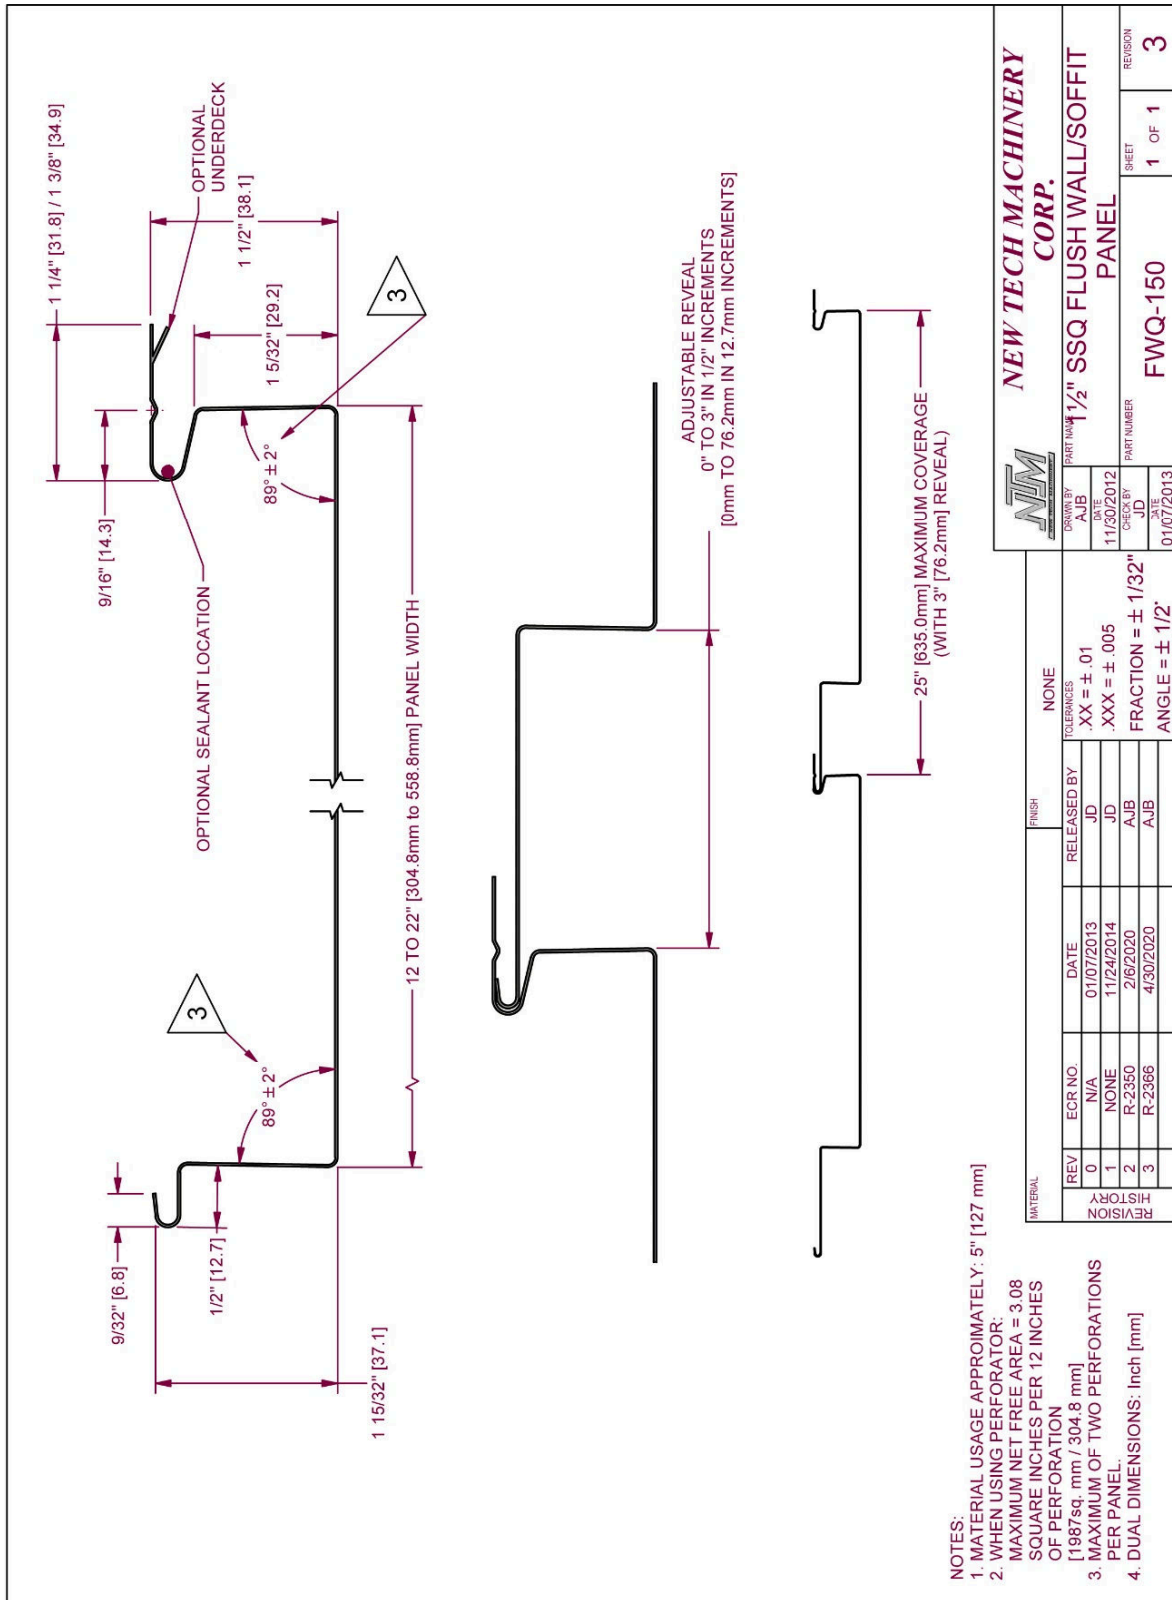 1 1/4" [31.8] / 1 3/8" [34.9]
9/16" [14.3]
OPTIONAL
UNDERDECK
OPTIONAL SEALANT LOCATION
1 1/2" [38.1]
1 5/32" [29.2]
3
89° ± 2°
9/32" [6.8]
1/2" [12.7]
1 15/32" [37.1]
3
89° ± 2°
12 TO 22" [304.8mm to 558.8mm] PANEL WIDTH
ADJUSTABLE REVEAL
0" TO 3" IN 1/2" INCREMENTS
[0mm TO 76.2mm IN 12.7mm INCREMENTS]
25" [635.0mm] MAXIMUM COVERAGE
(WITH 3" [76.2mm] REVEAL)
NOTES:
1. MATERIAL USAGE APPROIMATELY: 5" [127 mm]
2. WHEN USING PERFORATOR:
MAXIMUM NET FREE AREA = 3.08
SQUARE INCHES PER 12 INCHES
OF PERFORATION
[1987sq. mm / 304.8 mm]
3. MAXIMUM OF TWO PERFORATIONS
PER PANEL.
4. DUAL DIMENSIONS: Inch [mm]
MATERIAL
FINISH
NONE
REVISION
HISTORY
REV ECR NO. DATE RELEASED BY
0 N/A 01/07/2013 JD
1 NONE 11/24/2014 JD
2 R-2350 2/6/2020 AJB
3 R-2366 4/30/2020 AJB
TOLERANCES
.XX = ± .01
.XXX = ± .005
FRACTION = ± 1/32"
ANGLE = ± 1/2°
NTM
NEW TECH MACHINERY
CORP.
DRAWN BY
AJB
DATE
11/30/2012
CHECK BY
JD
DATE
01/07/2013
PART NAME
1½" SSQ FLUSH WALL/SOFFIT
PANEL
PART NUMBER
FWQ-150
SHEET
1 OF 1
REVISION
3